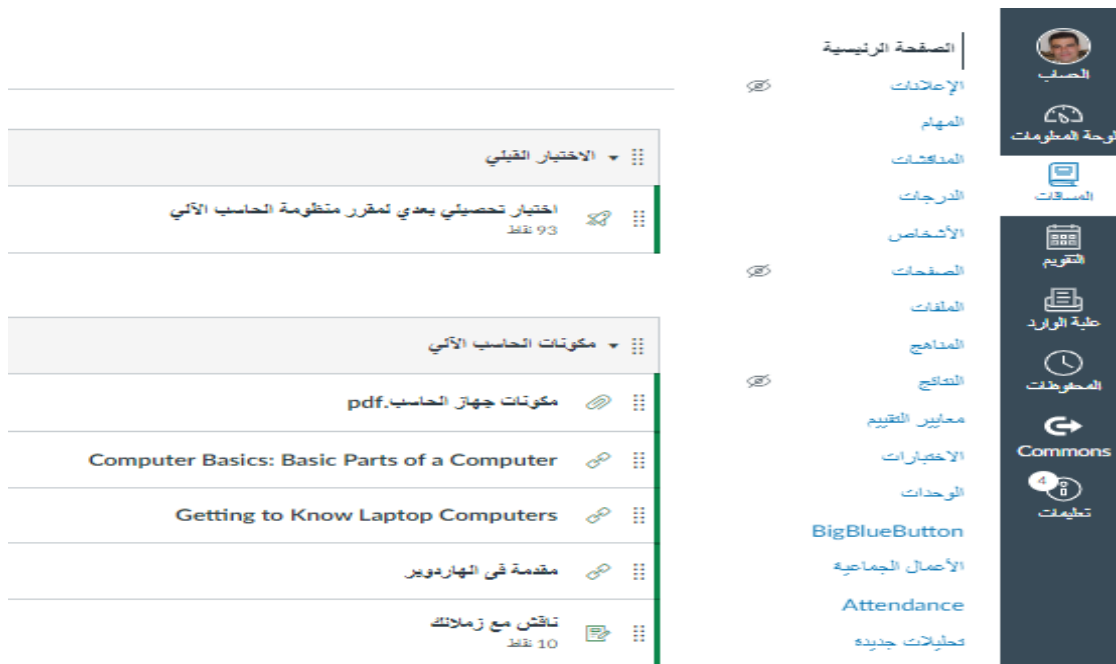 الحساب
لوحة المعلومات
المساقات
التقويم
علبة الوارد
المحفوظات
Commons
4
تعليمات
الصفحة الرئيسية
الإعلانات
المهام
المناقشات
الدرجات
الأشخاص
الصفحات
الملفات
المناهج
النتائج
معايير التقييم
الاختبارات
الوحدات
BigBlueButton
الأعمال الجماعية
Attendance
تحليلات جديدة
الاختبار القبلي
اختبار تحصيلي بعدي لمقرر منظومة الحاسب الآلي
93 نقاط
مكونات الحاسب الآلي
مكونات جهاز الحاسب.pdf
Computer Basics: Basic Parts of a Computer
Getting to Know Laptop Computers
مقدمة في الهاردوير
ناقش مع زملائك
10 نقاط